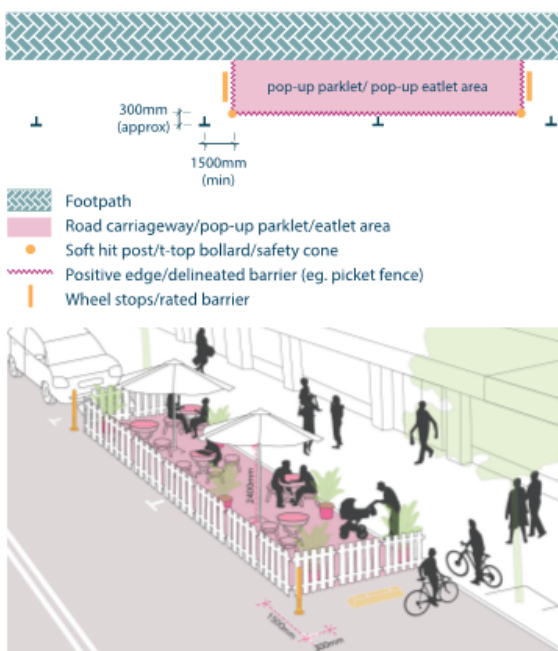 pop-up parklet/ pop-up eatlet area
300mm
(approx)
1500mm
(min)
Footpath
Road carriageway/pop-up parklet/eatlet area
Soft hit post/t-top bollard/safety cone
Positive edge/delineated barrier (eg. picket fence)
Wheel stops/rated barrier
2400mm
1500mm
300mm